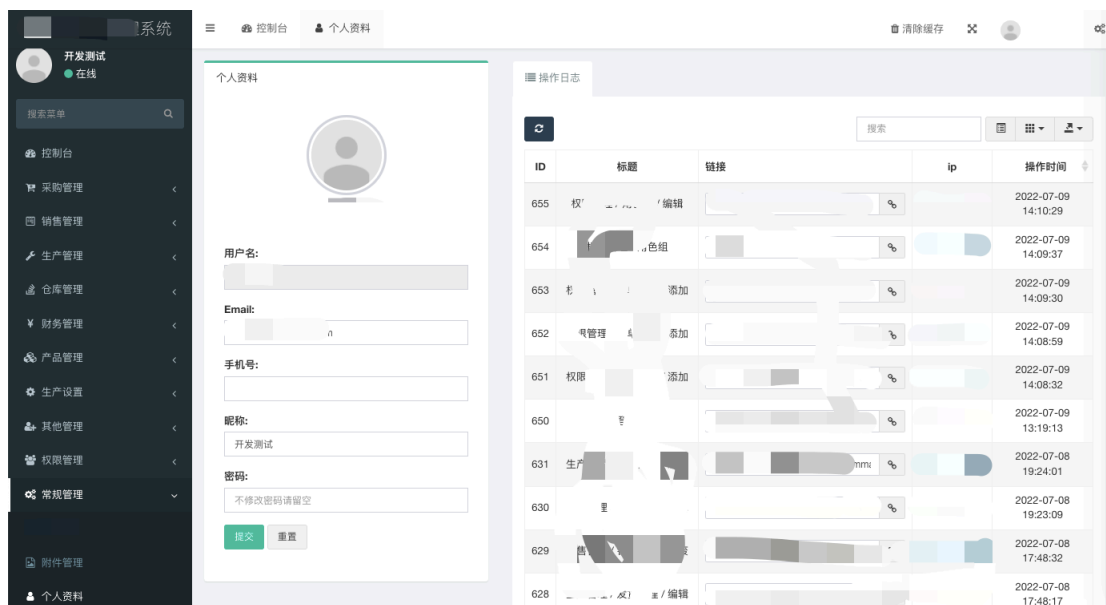 系统
控制台
个人资料
清除缓存
开发测试
在线
搜索菜单
控制台
采购管理
销售管理
生产管理
仓库管理
¥ 财务管理
产品管理
生产设置
其他管理
权限管理
常规管理
附件管理
个人资料
个人资料
用户名:
Email:
手机号:
昵称:
开发测试
密码:
不修改密码请留空
提交 重置
操作日志
搜索
ID 标题 链接 ip 操作时间
655 / 编辑 2022-07-09
14:10:29
654 色组 2022-07-09
14:09:37
653 添加 2022-07-09
14:09:30
652 管理 添加 2022-07-09
14:08:59
651 权限 添加 2022-07-09
14:08:32
650 2022-07-09
13:19:13
631 生产 2022-07-08
19:24:01
630 理 2022-07-08
19:23:09
629 售 2022-07-08
17:48:32
628 / 编辑 2022-07-08
17:48:17